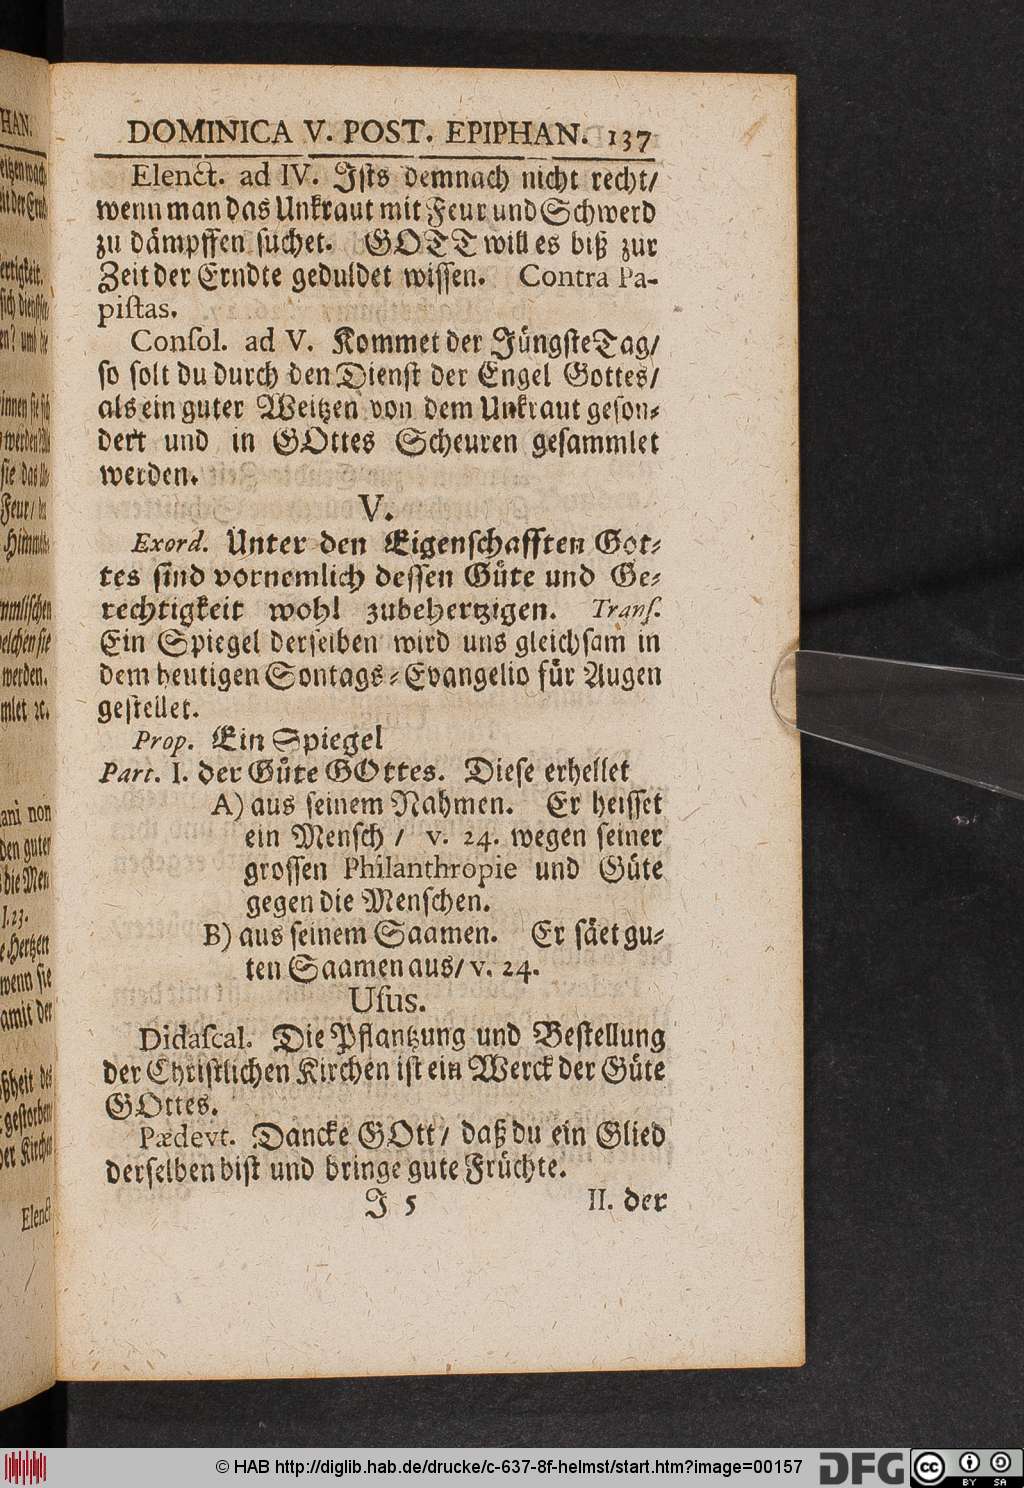 DOMINICA V. POST. EPIPHAN. 137
Elenct. ad IV. Ists demnach nicht recht/
wenn man das Unkraut mit Feur und Schwerd
zu dämpffen suchet. GOTT will es biß zur
Zeit der Erndte geduldet wissen. Contra Pa-
pistas.
Consol. ad V. Kommet der Jüngste Tag/
so solt du durch den Dienst der Engel Gottes/
als ein guter Weitzen von dem Unkraut geson-
dert und in GOttes Scheuren gesammlet
werden.
V.
Exord. Unter den Eigenschafften Got-
tes sind vornemlich dessen Güte und Ge-
rechtigkeit wohl zubehertzigen. Trans.
Ein Spiegel derselben wird uns gleichsam in
dem heutigen Sontags-Evangelio für Augen
gestellet.
Prop. Ein Spiegel
Part. I. der Güte GOttes. Diese erhellet
A) aus seinem Nahmen. Er heisset
ein Mensch / v. 24. wegen seiner
grossen Philanthropie und Güte
gegen die Menschen.
B) aus seinem Saamen. Er säet gu-
ten Saamen aus/ v. 24.
Usus.
Didascal. Die Pflantzung und Bestellung
der Christlichen Kirchen ist ein Werck der Güte
GOttes.
Pædevt. Dancke GOtt/ daß du ein Glied
derselben bist und bringe gute Früchte.
J 5 II. der
© HAB http://diglib.hab.de/drucke/c-637-8f-helmst/start.htm?image=00157
DFG
cc BY SA